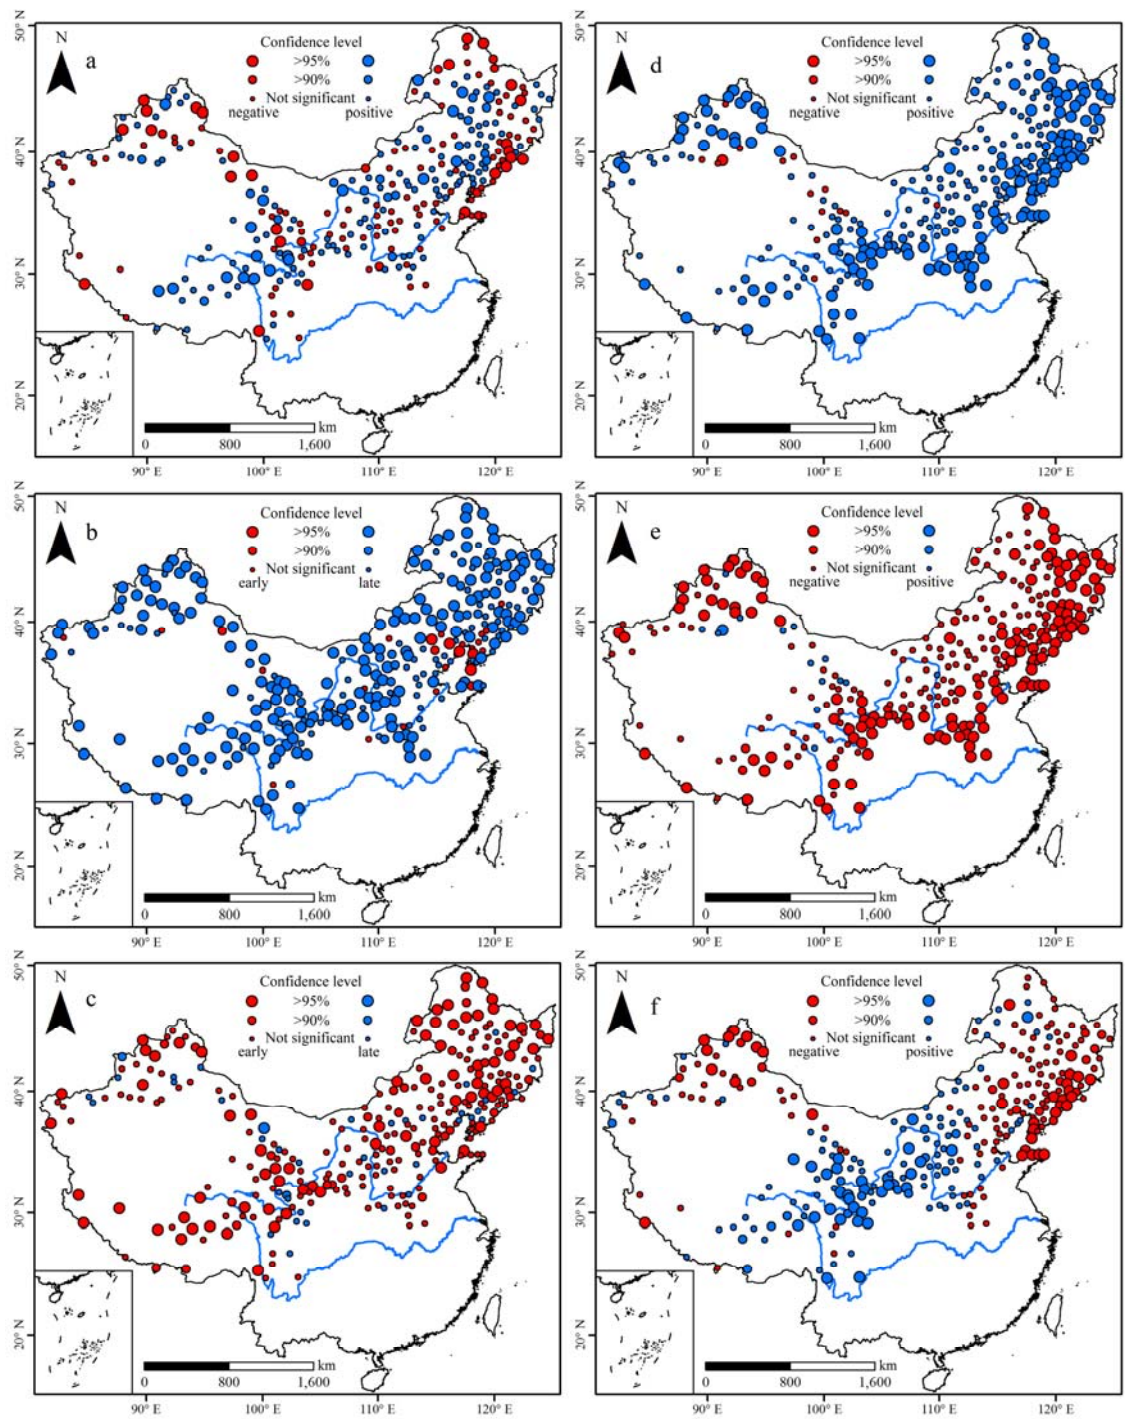 50° N
40° N
30° N
20° N
N
a
Confidence level
>95%
>90%
Not significant
negative positive
0 800 1,600 km
90° E 100° E 110° E 120° E
50° N
40° N
30° N
20° N
N
d
Confidence level
>95%
>90%
Not significant
negative positive
0 800 1,600 km
90° E 100° E 110° E 120° E
50° N
40° N
30° N
20° N
N
b
Confidence level
>95%
>90%
Not significant
early late
0 800 1,600 km
90° E 100° E 110° E 120° E
50° N
40° N
30° N
20° N
N
e
Confidence level
>95%
>90%
Not significant
negative positive
0 800 1,600 km
90° E 100° E 110° E 120° E
50° N
40° N
30° N
20° N
N
c
Confidence level
>95%
>90%
Not significant
early late
0 800 1,600 km
90° E 100° E 110° E 120° E
50° N
40° N
30° N
20° N
N
f
Confidence level
>95%
>90%
Not significant
negative positive
0 800 1,600 km
90° E 100° E 110° E 120° E